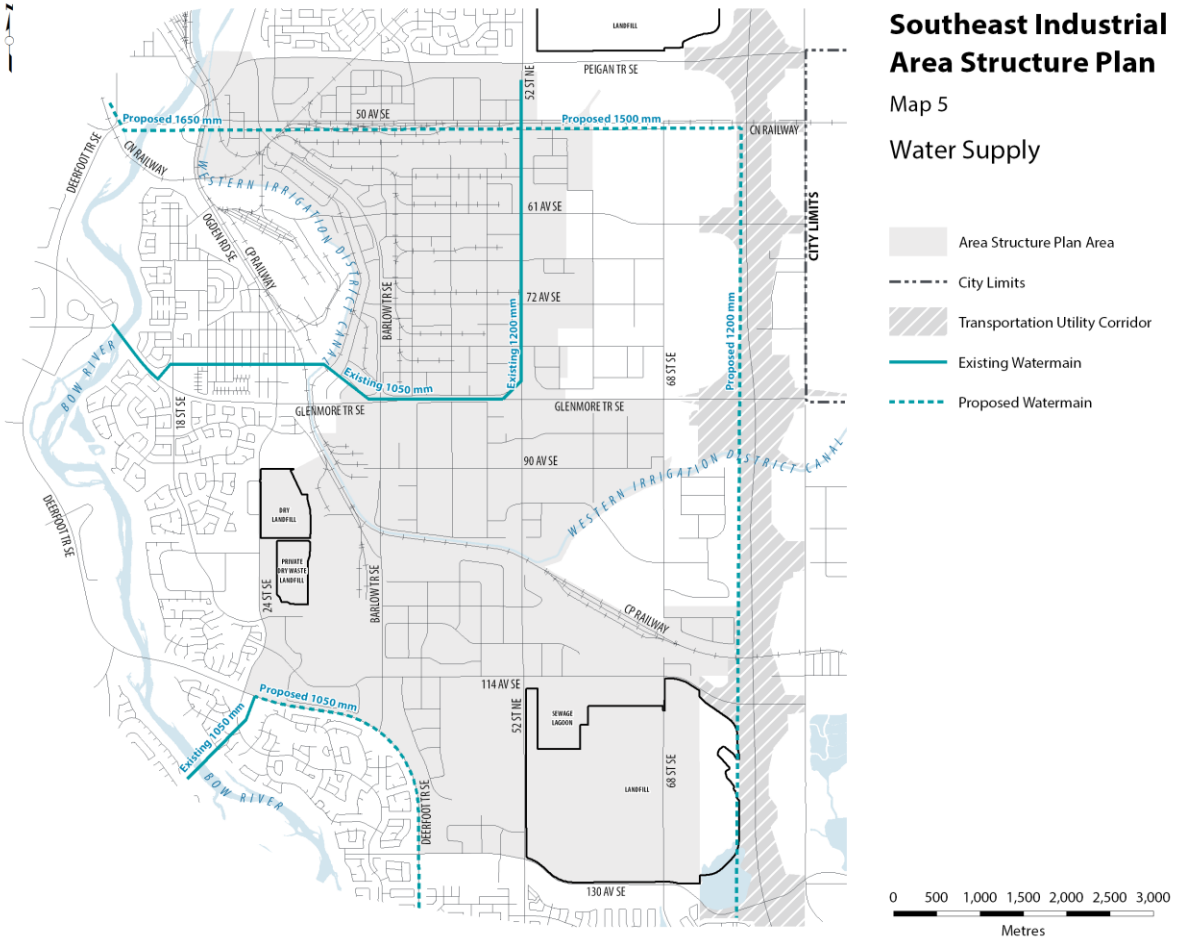 N
Southeast Industrial
Area Structure Plan
Map 5
Water Supply
Area Structure Plan Area
City Limits
Transportation Utility Corridor
Existing Watermain
Proposed Watermain
0 500 1,000 1,500 2,000 2,500 3,000
Metres
LANDFILL
PEIGAN TR SE
52 ST NE
50 AV SE
Proposed 1650 mm
Proposed 1500 mm
CN RAILWAY
DEERFOOT TR SE
CN RAILWAY
WESTERN IRRIGATION DISTRICT CANAL
OGDEN RD SE
CP RAILWAY
61 AV SE
CITY LIMITS
72 AV SE
BARLOW TR SE
Existing 1200 mm
Proposed 1200 mm
68 ST SE
BOW RIVER
Existing 1050 mm
18 ST SE
GLENMORE TR SE
GLENMORE TR SE
90 AV SE
WESTERN IRRIGATION DISTRICT CANAL
DEERFOOT TR SE
DRY
LANDFILL
PRIVATE
DRY WASTE
LANDFILL
24 ST SE
BARLOW TR SE
CP RAILWAY
114 AV SE
Proposed 1050 mm
Existing 1050 mm
52 ST NE
SEWAGE
LAGOON
68 ST SE
LANDFILL
BOW RIVER
DEERFOOT TR SE
130 AV SE